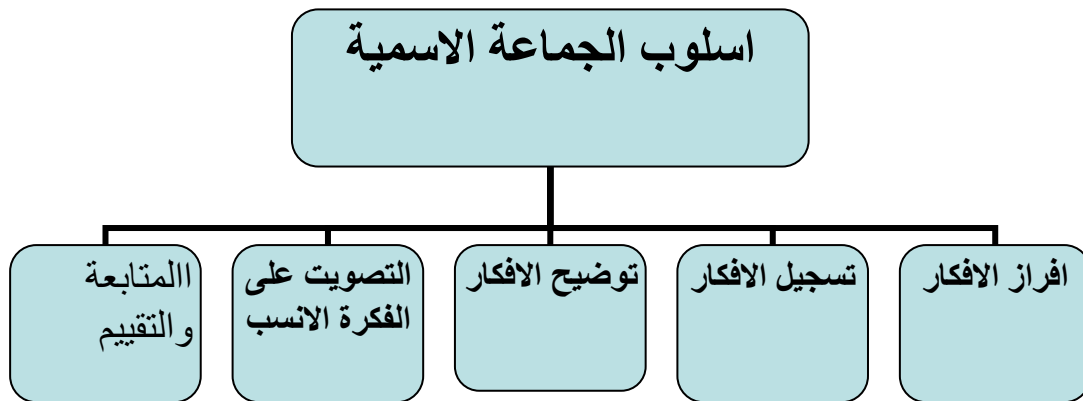 اسلوب الجماعة الاسمية
افراز الافكار
تسجيل الافكار
توضيح الافكار
التصويت على
الفكرة الانسب
االمتابعة
والتقييم